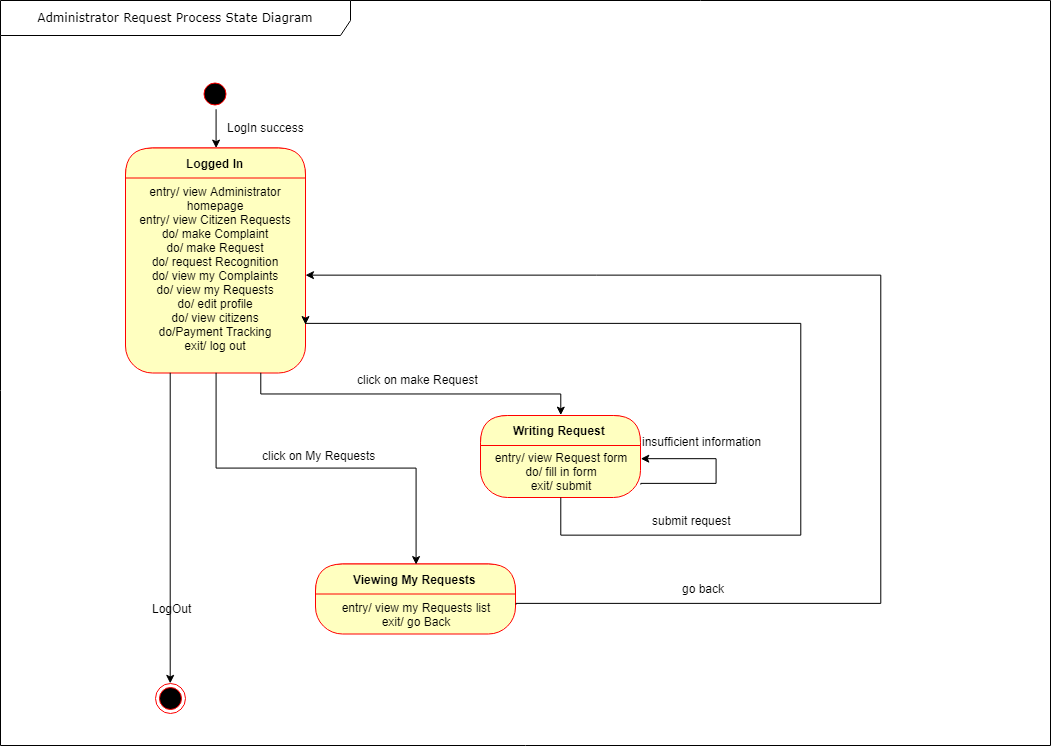 Administrator Request Process State Diagram
LogIn success
Logged In
entry/ view Administrator
homepage
entry/ view Citizen Requests
do/ make Complaint
do/ make Request
do/ request Recognition
do/ view my Complaints
do/ view my Requests
do/ edit profile
do/ view citizens
do/Payment Tracking
exit/ log out
click on make Request
Writing Request
entry/ view Request form
do/ fill in form
exit/ submit
insufficient information
click on My Requests
submit request
Viewing My Requests
entry/ view my Requests list
exit/ go Back
go back
LogOut